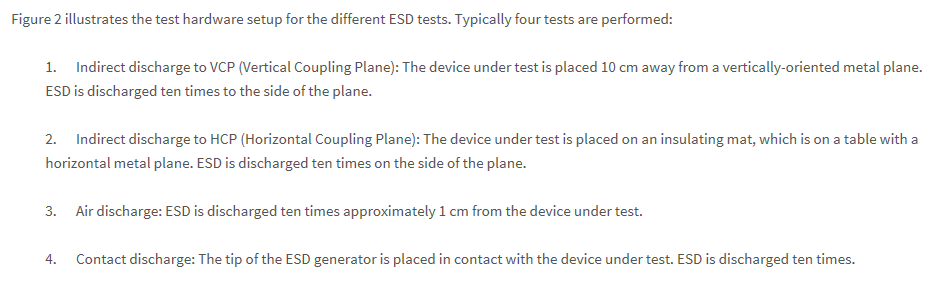 Figure 2 illustrates the test hardware setup for the different ESD tests. Typically four tests are performed:
1. Indirect discharge to VCP (Vertical Coupling Plane): The device under test is placed 10 cm away from a vertically-oriented metal plane.
ESD is discharged ten times to the side of the plane.
2. Indirect discharge to HCP (Horizontal Coupling Plane): The device under test is placed on an insulating mat, which is on a table with a
horizontal metal plane. ESD is discharged ten times on the side of the plane.
3. Air discharge: ESD is discharged ten times approximately 1 cm from the device under test.
4. Contact discharge: The tip of the ESD generator is placed in contact with the device under test. ESD is discharged ten times.